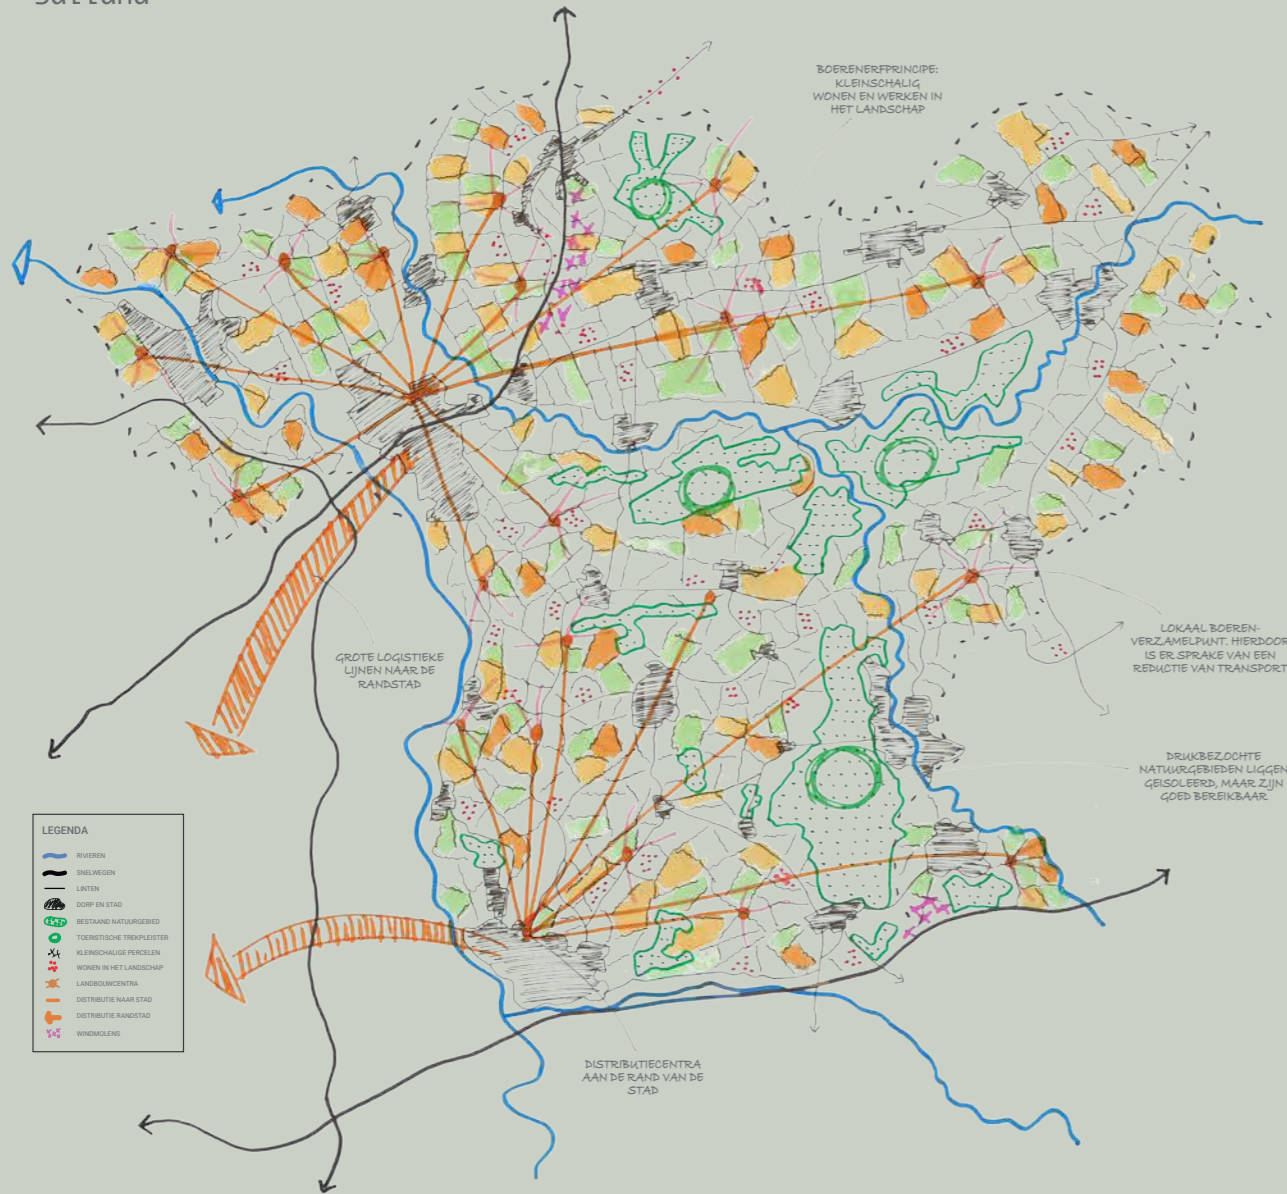 BOERENERFPRINCIPE:
KLEINSCHALIG
WONEN EN WERKEN IN
HET LANDSCHAP
LOKAAL BOEREN-
VERZAMELPUNT. HIERDOOR
IS ER SPRAKE VAN EEN
REDUCTIE VAN TRANSPORT
GROTE LOGISTIEKE
LIJNEN NAAR DE
RANDSTAD
DRUKBEZOCHTE
NATUURGEBIEDEN LIGGEN
GEISOLEERD, MAAR ZIJN
GOED BEREIKBAAR
LEGENDA
RIVIEREN
SNELWEGEN
LINTEN
DORP EN STAD
BESTAAND NATUURGEBIED
TOERISTISCHE TREKPLEISTER
KLEINSCHALIGE PERCELEN
WONEN IN HET LANDSCHAP
LANDBOUWCENTRA
DISTRIBUTIE NAAR STAD
DISTRIBUTIE RANDSTAD
WINDMOLENS
DISTRIBUTIECENTRA
AAN DE RAND VAN DE
STAD